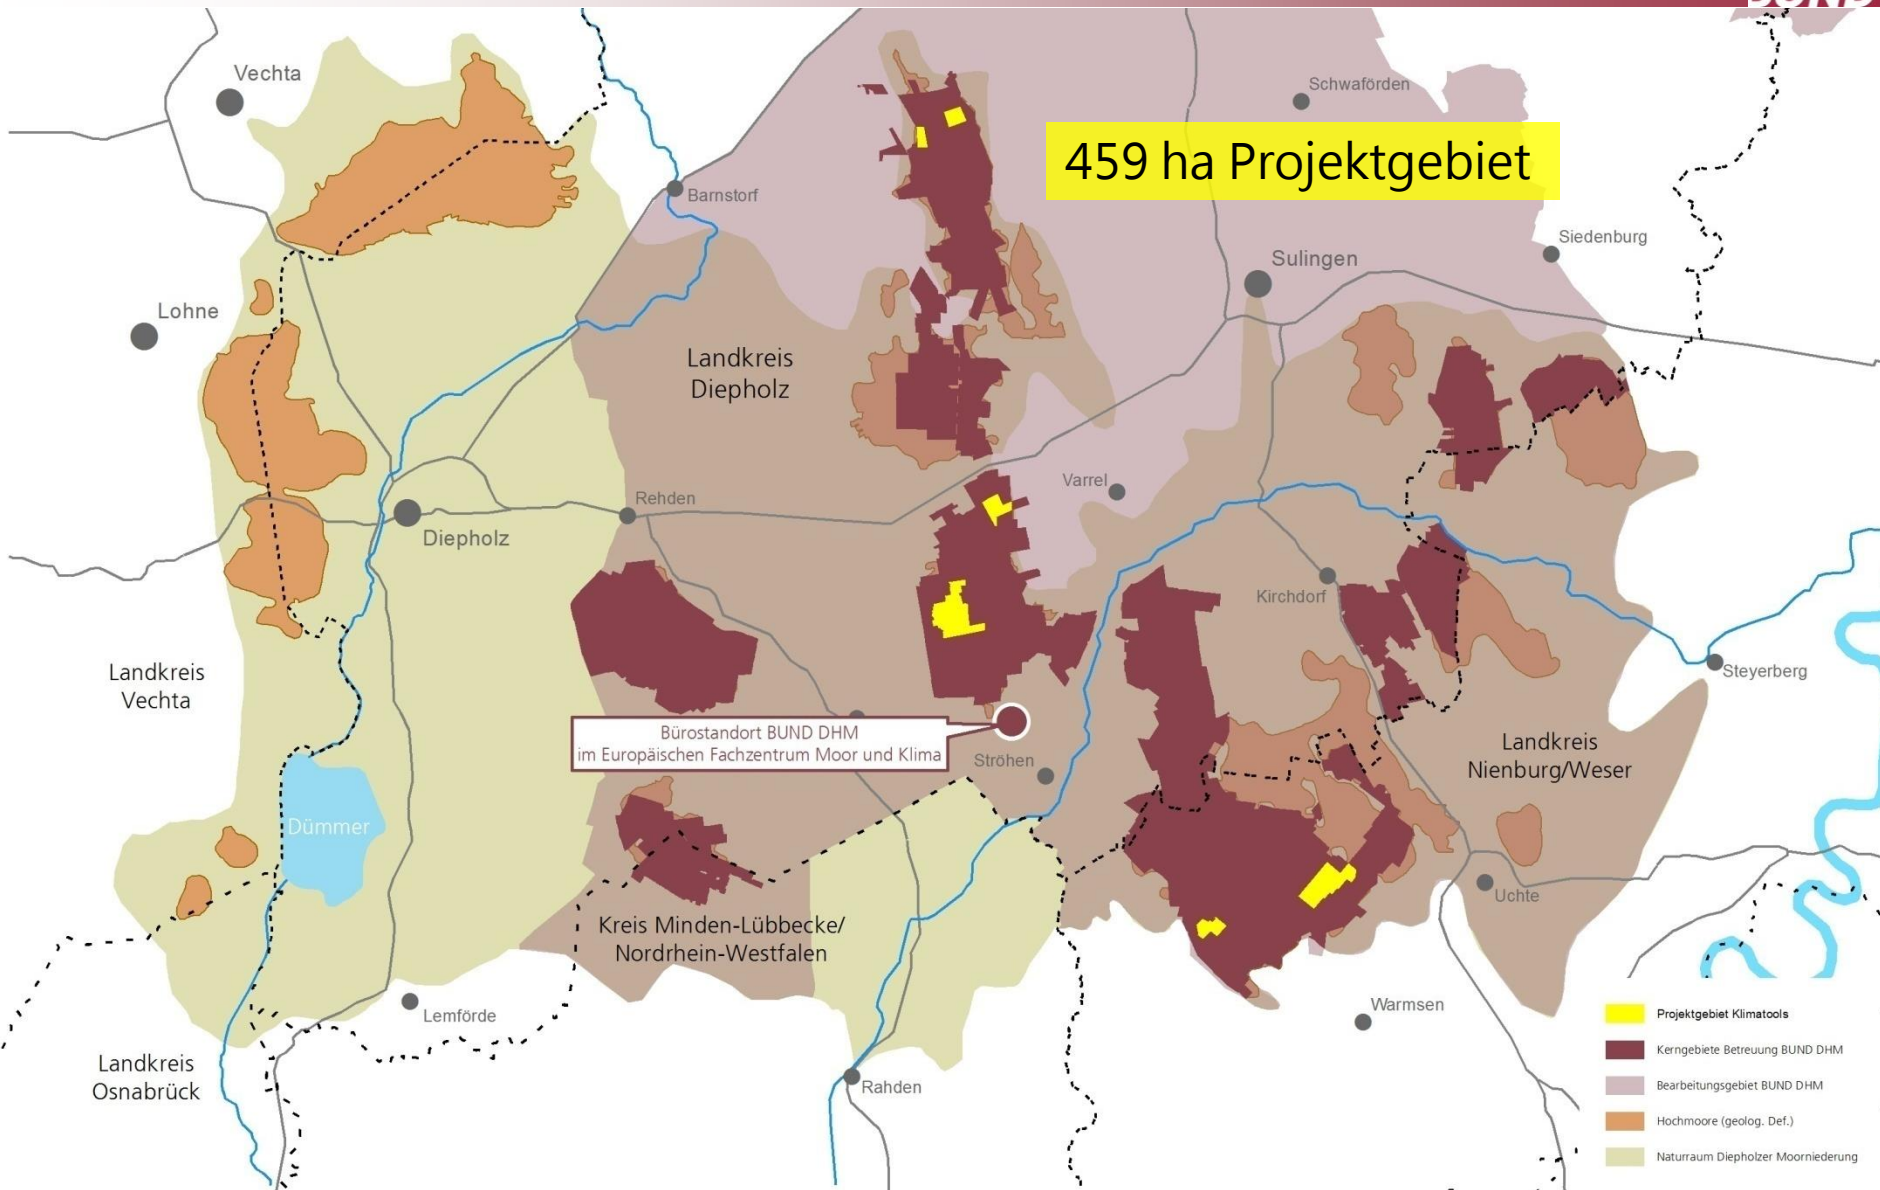 BUND
Vechta
Schwaförden
459 ha Projektgebiet
Barnstorf
Siedenburg
Sulingen
Lohne
Landkreis
Diepholz
Varrel
Rehden
Diepholz
Kirchdorf
Landkreis
Vechta
Steyerberg
Bürostandort BUND DHM
im Europäischen Fachzentrum Moor und Klima
Ströhen
Landkreis
Nienburg/Weser
Dümmer
Uchte
Kreis Minden-Lübbecke/
Nordrhein-Westfalen
Lemförde
Warmsen
Landkreis
Osnabrück
Rahden
Projektgebiet Klimatools
Kerngebiete Betreuung BUND DHM
Bearbeitungsgebiet BUND DHM
Hochmoore (geolog. Def.)
Naturraum Diepholzer Moorniederung